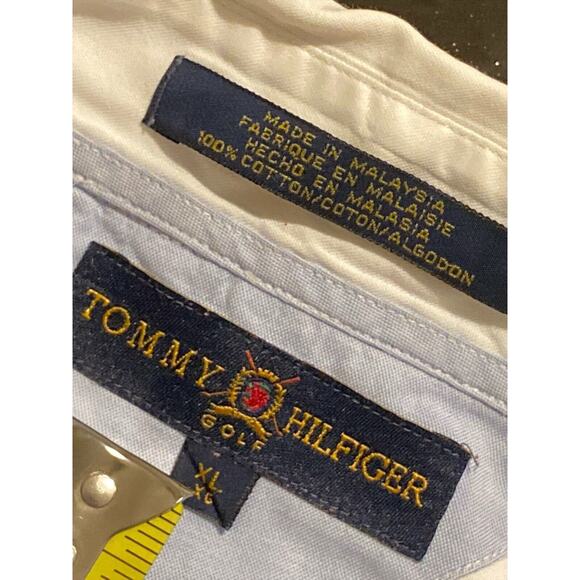 MADE IN MALAYSIA
FABRIQUE EN MALAISIE
HECHO EN MALASIA
100% COTTON/COTON/ALGODON
TOMMY HILFIGER
GOLF
XL